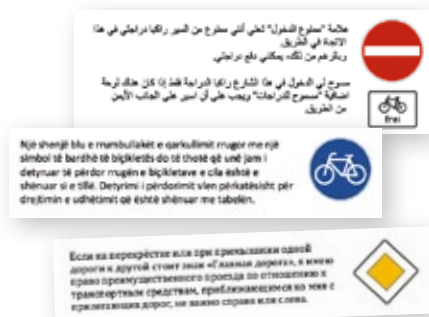 علامة "ممنوع الدخول" تعني أنني ممنوع من السير راكبا دراجتي في هذا
الاتجاه في الطريق.
وبالرغم من ذلك، يمكنني دفع دراجتي.
مسموح لي الدخول في هذا الشارع راكبا الدراجة فقط إذا كان هناك لوحة
إضافية "مسموح للدراجات" ويجب علي أن اسير على الجانب الأيمن
من الطريق.
frei
Një shenjë blu e rrumbullakët e qarkullimit rrugor me një
simbol të bardhë të biçikletës do të thotë që unë jam i
detyruar të përdor rrugën e biçikletave e cila është e
shënuar si e tillë. Detyrimi i përdorimit vlen përkatësisht për
drejtimin e udhëtimit që është shënuar me tabelën.
Если на перекрёстке или при примыкании одной
дороги к другой стоит знак «Главная дорога», я имею
право преимущественного проезда по отношению к
транспортным средствам, приближающимся ко мне с
прилегающих дорог, не важно справа или слева.